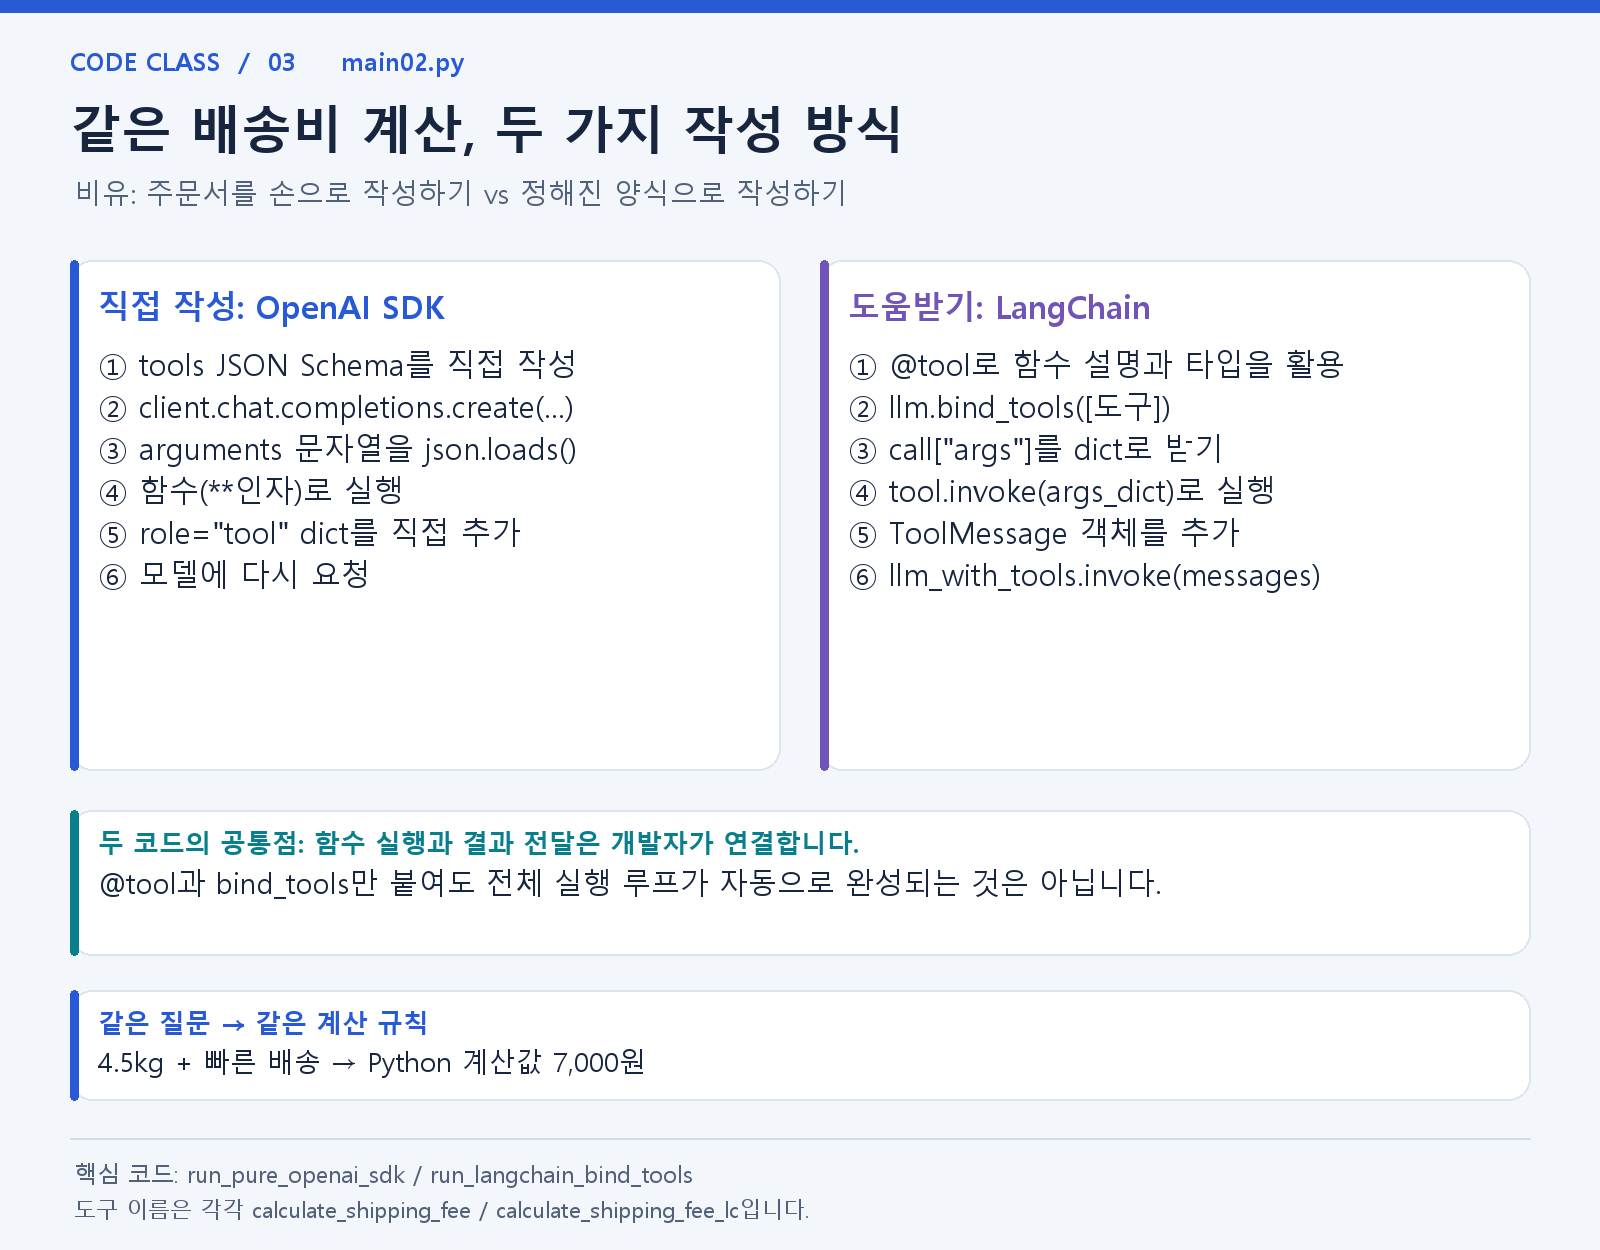 CODE CLASS / 03 main02.py
같은 배송비 계산, 두 가지 작성 방식
비유: 주문서를 손으로 작성하기 vs 정해진 양식으로 작성하기
직접 작성: OpenAI SDK
① tools JSON Schema를 직접 작성
② client.chat.completions.create(...)
③ arguments 문자열을 json.loads()
④ 함수(**인자)로 실행
⑤ role="tool" dict를 직접 추가
⑥ 모델에 다시 요청
도움받기: LangChain
① @tool로 함수 설명과 타입을 활용
② llm.bind_tools([도구])
③ call["args"]를 dict로 받기
④ tool.invoke(args_dict)로 실행
⑤ ToolMessage 객체를 추가
⑥ llm_with_tools.invoke(messages)
두 코드의 공통점: 함수 실행과 결과 전달은 개발자가 연결합니다.
@tool과 bind_tools만 붙여도 전체 실행 루프가 자동으로 완성되는 것은 아닙니다.
같은 질문 → 같은 계산 규칙
4.5kg + 빠른 배송 → Python 계산값 7,000원
핵심 코드: run_pure_openai_sdk / run_langchain_bind_tools
도구 이름은 각각 calculate_shipping_fee / calculate_shipping_fee_lc입니다.